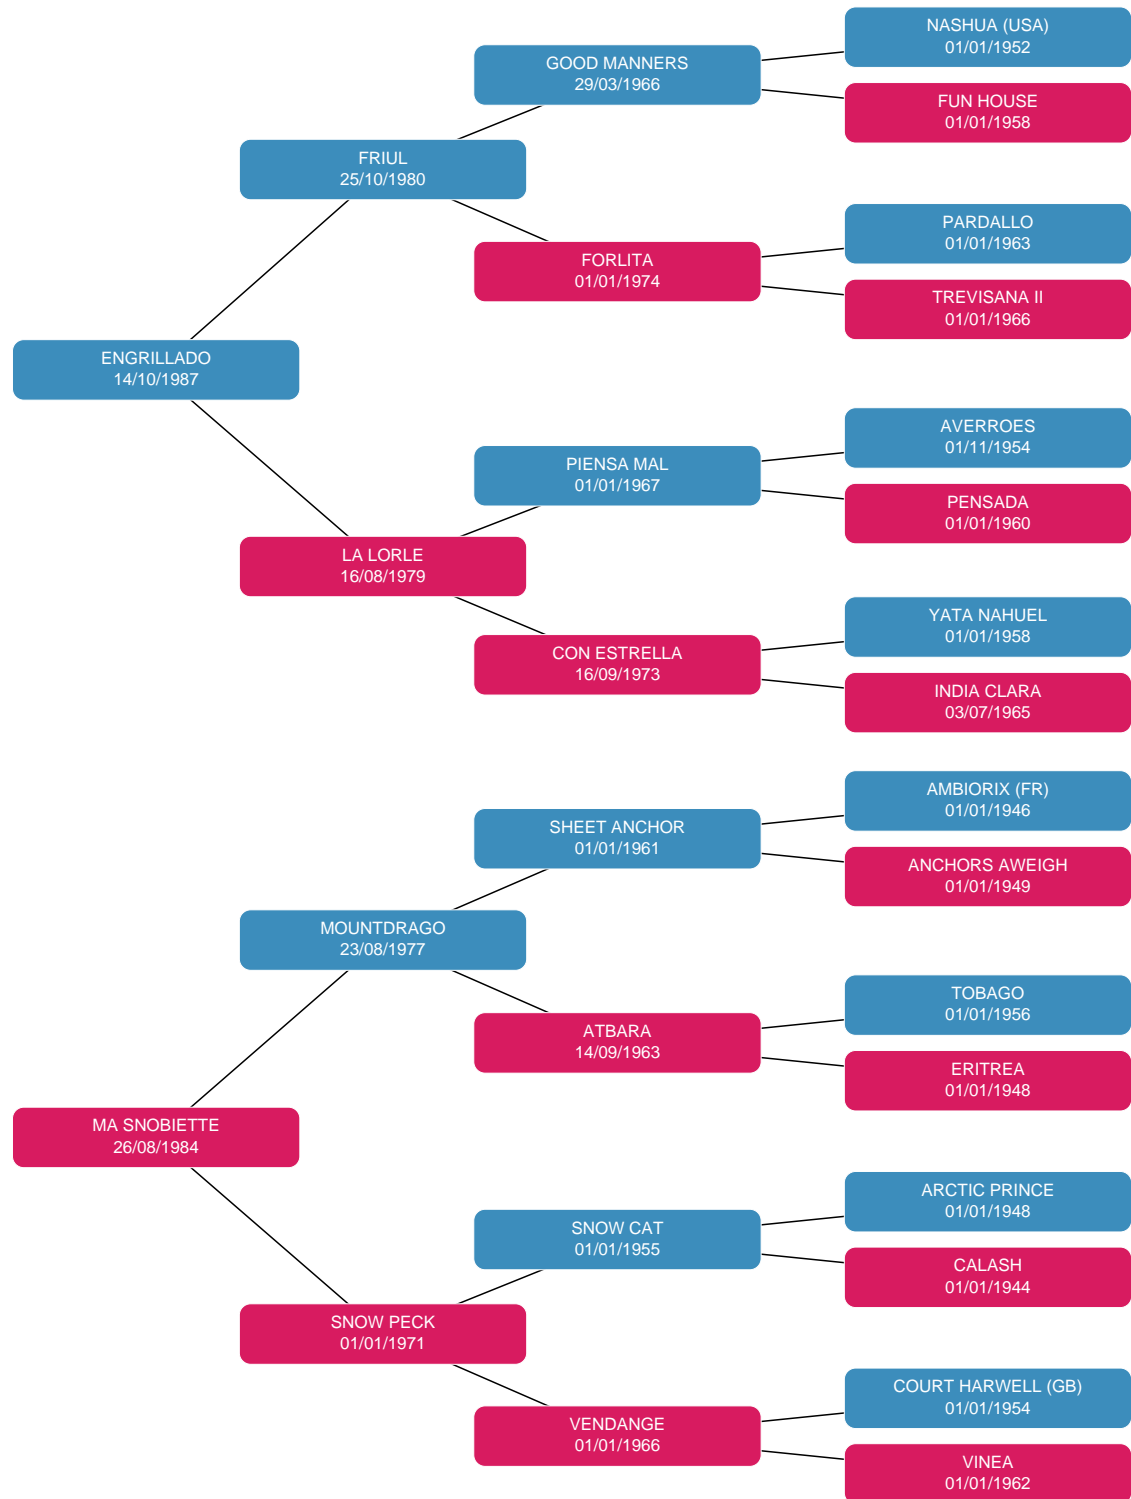 NASHUA (USA)
01/01/1952
GOOD MANNERS
29/03/1966
FUN HOUSE
01/01/1958
FRIUL
25/10/1980
PARDALLO
01/01/1963
FORLITA
01/01/1974
TREVISANA II
01/01/1966
ENGRILLADO
14/10/1987
AVERROES
01/11/1954
PIENSA MAL
01/01/1967
PENSADA
01/01/1960
LA LORLE
16/08/1979
YATA NAHUEL
01/01/1958
CON ESTRELLA
16/09/1973
INDIA CLARA
03/07/1965
AMBIORIX (FR)
01/01/1946
SHEET ANCHOR
01/01/1961
ANCHORS AWEIGH
01/01/1949
MOUNTDRAGO
23/08/1977
TOBAGO
01/01/1956
ATBARA
14/09/1963
ERITREA
01/01/1948
MA SNOBIETTE
26/08/1984
ARCTIC PRINCE
01/01/1948
SNOW CAT
01/01/1955
CALASH
01/01/1944
SNOW PECK
01/01/1971
COURT HARWELL (GB)
01/01/1954
VENDANGE
01/01/1966
VINEA
01/01/1962